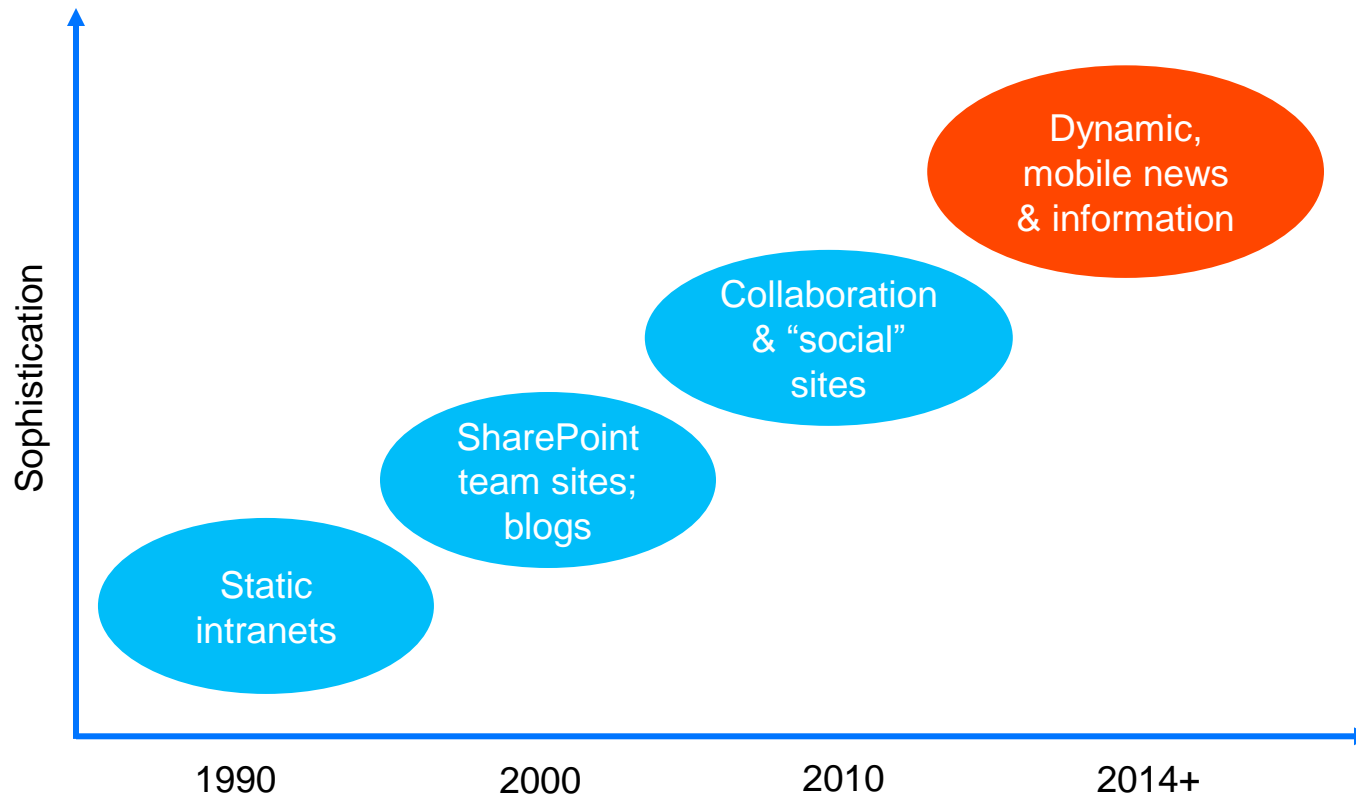 Dynamic,
mobile news
& information
Collaboration
& “social”
sites
SharePoint
team sites;
blogs
Static
intranets
Sophistication
1990
2000
2010
2014+